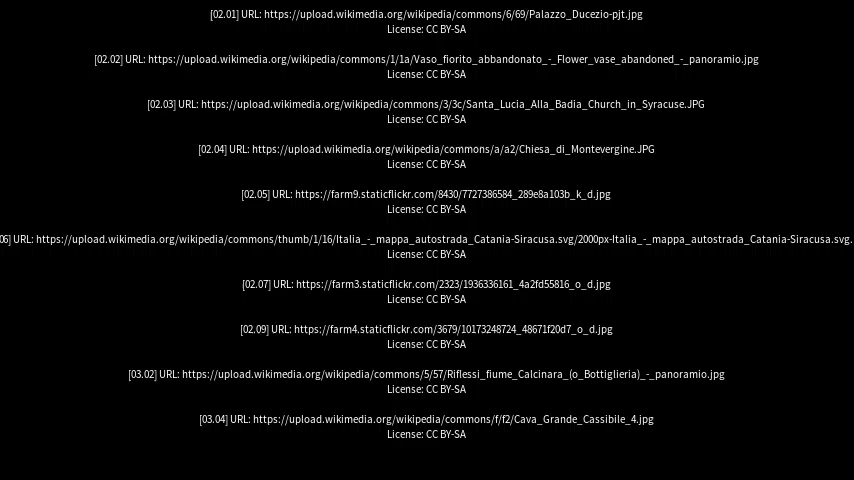 [02.01] URL: https://upload.wikimedia.org/wikipedia/commons/6/69/Palazzo_Ducezio-pjt.jpg
License: CC BY-SA
[02.02] URL: https://upload.wikimedia.org/wikipedia/commons/1/1a/Vaso_fiorito_abbandonato_-_Flower_vase_abandoned_-_panoramio.jpg
License: CC BY-SA
[02.03] URL: https://upload.wikimedia.org/wikipedia/commons/3/3c/Santa_Lucia_Alla_Badia_Church_in_Syracuse.JPG
License: CC BY-SA
[02.04] URL: https://upload.wikimedia.org/wikipedia/commons/a/a2/Chiesa_di_Montevergine.JPG
License: CC BY-SA
[02.05] URL: https://farm9.staticflickr.com/8430/7727386584_289e8a103b_k_d.jpg
License: CC BY-SA
06] URL: https://upload.wikimedia.org/wikipedia/commons/thumb/1/16/Italia_-_mappa_autostrada_Catania-Siracusa.svg/2000px-Italia_-_mappa_autostrada_Catania-Siracusa.svg.
License: CC BY-SA
[02.07] URL: https://farm3.staticflickr.com/2323/1936336161_4a2fd55816_o_d.jpg
License: CC BY-SA
[02.09] URL: https://farm4.staticflickr.com/3679/10173248724_48671f20d7_o_d.jpg
License: CC BY-SA
[03.02] URL: https://upload.wikimedia.org/wikipedia/commons/5/57/Riflessi_fiume_Calcinara_(o_Bottiglieria)_-_panoramio.jpg
License: CC BY-SA
[03.04] URL: https://upload.wikimedia.org/wikipedia/commons/f/f2/Cava_Grande_Cassibile_4.jpg
License: CC BY-SA